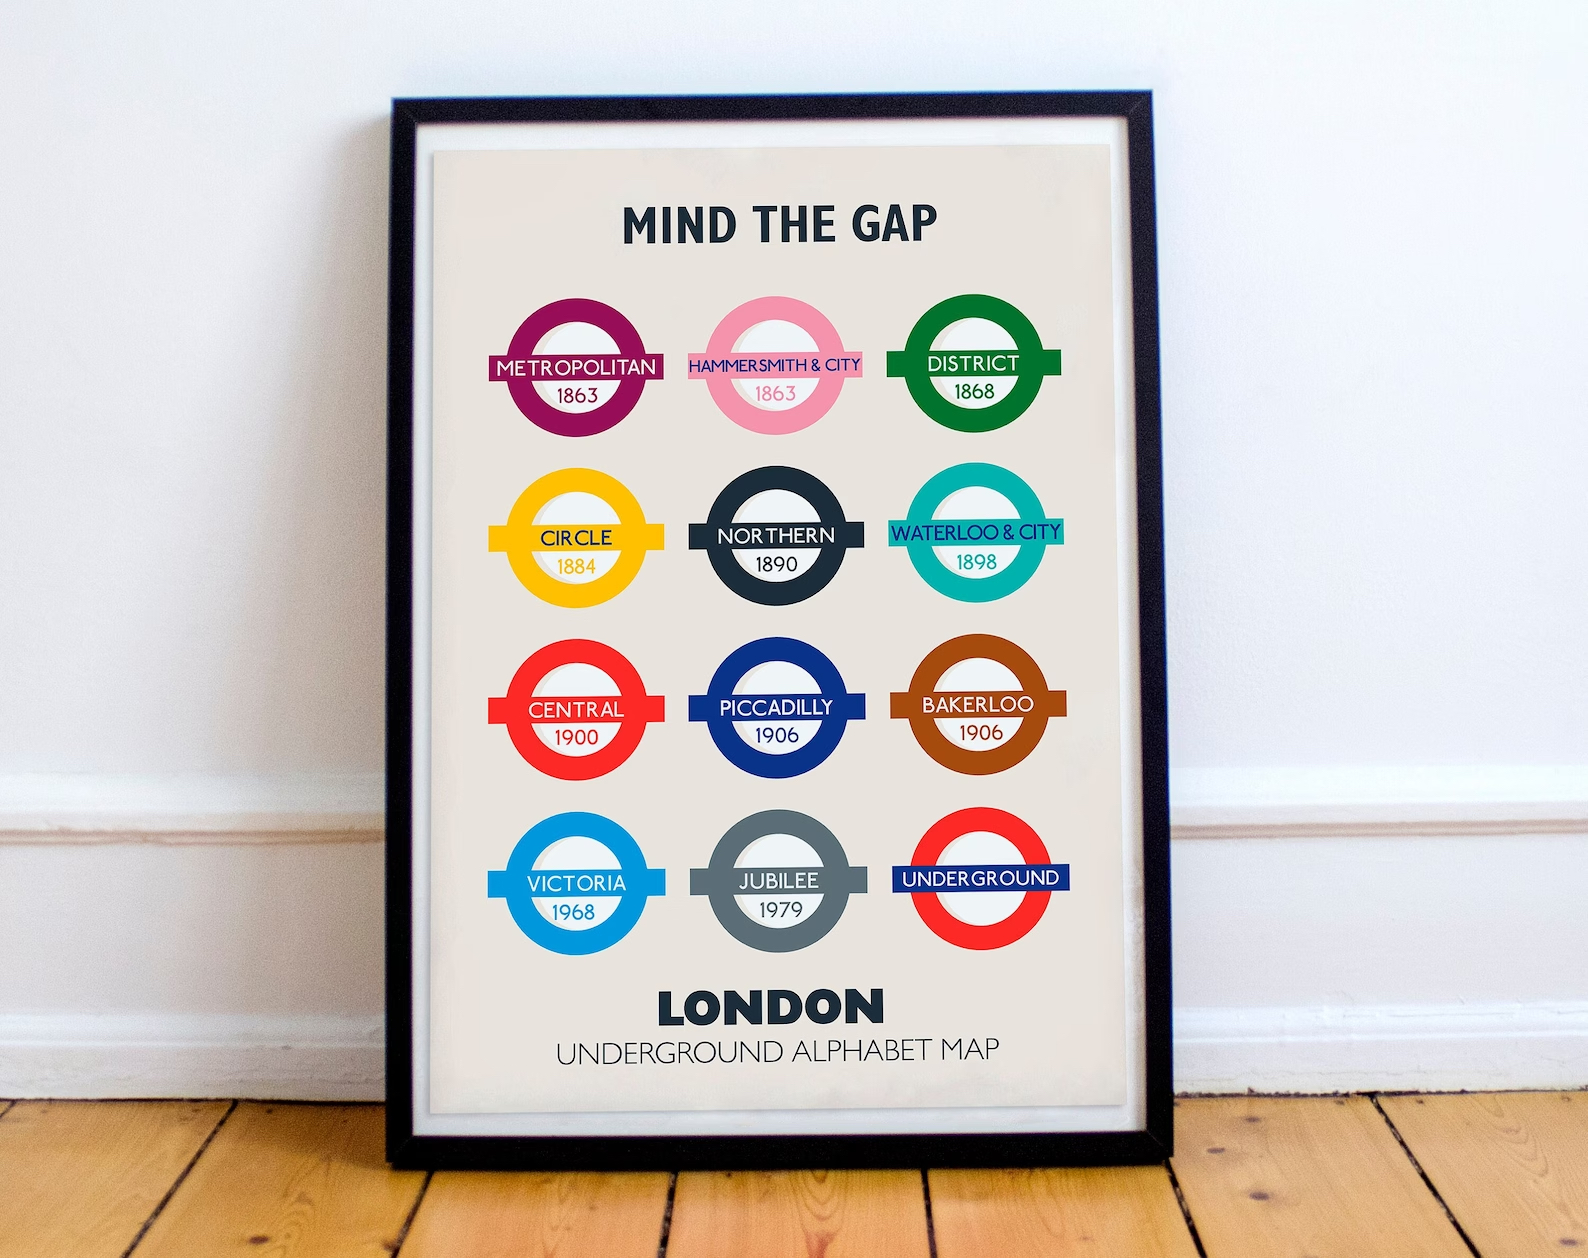 MIND THE GAP
METROPOLITAN
1863
HAMMERSMITH & CITY
1863
DISTRICT
1868
CIRCLE
1884
NORTHERN
1890
WATERLOO & CITY
1898
CENTRAL
1900
PICCADILLY
1906
BAKERLOO
1906
VICTORIA
1968
JUBILEE
1979
UNDERGROUND
LONDON
UNDERGROUND ALPHABET MAP